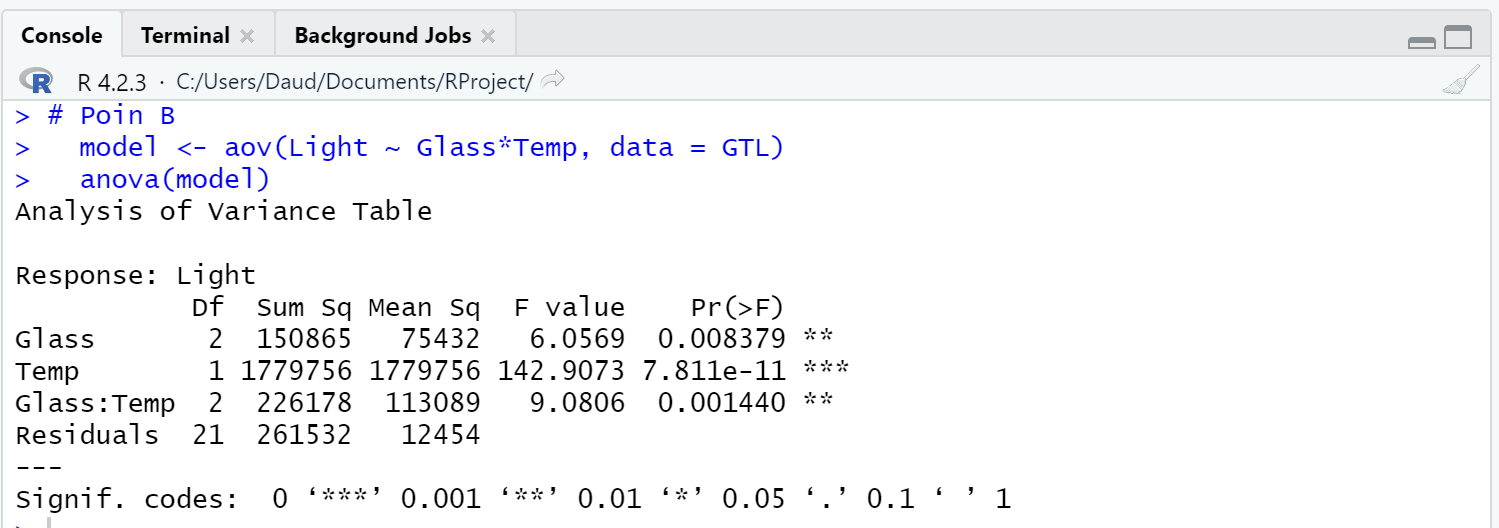 Console Terminal × Background Jobs ×
R R 4.2.3 · C:/Users/Daud/Documents/RProject/
> # Poin B
>   model <- aov(Light ~ Glass*Temp, data = GTL)
>   anova(model)
Analysis of Variance Table
Response: Light
           Df  Sum Sq Mean Sq  F value    Pr(>F)
Glass       2  150865   75432   6.0569  0.008379 **
Temp        1 1779756 1779756 142.9073 7.811e-11 ***
Glass:Temp  2  226178  113089   9.0806  0.001440 **
Residuals  21  261532   12454
---
Signif. codes:  0 ‘***’ 0.001 ‘**’ 0.01 ‘*’ 0.05 ‘.’ 0.1 ‘ ’ 1
>